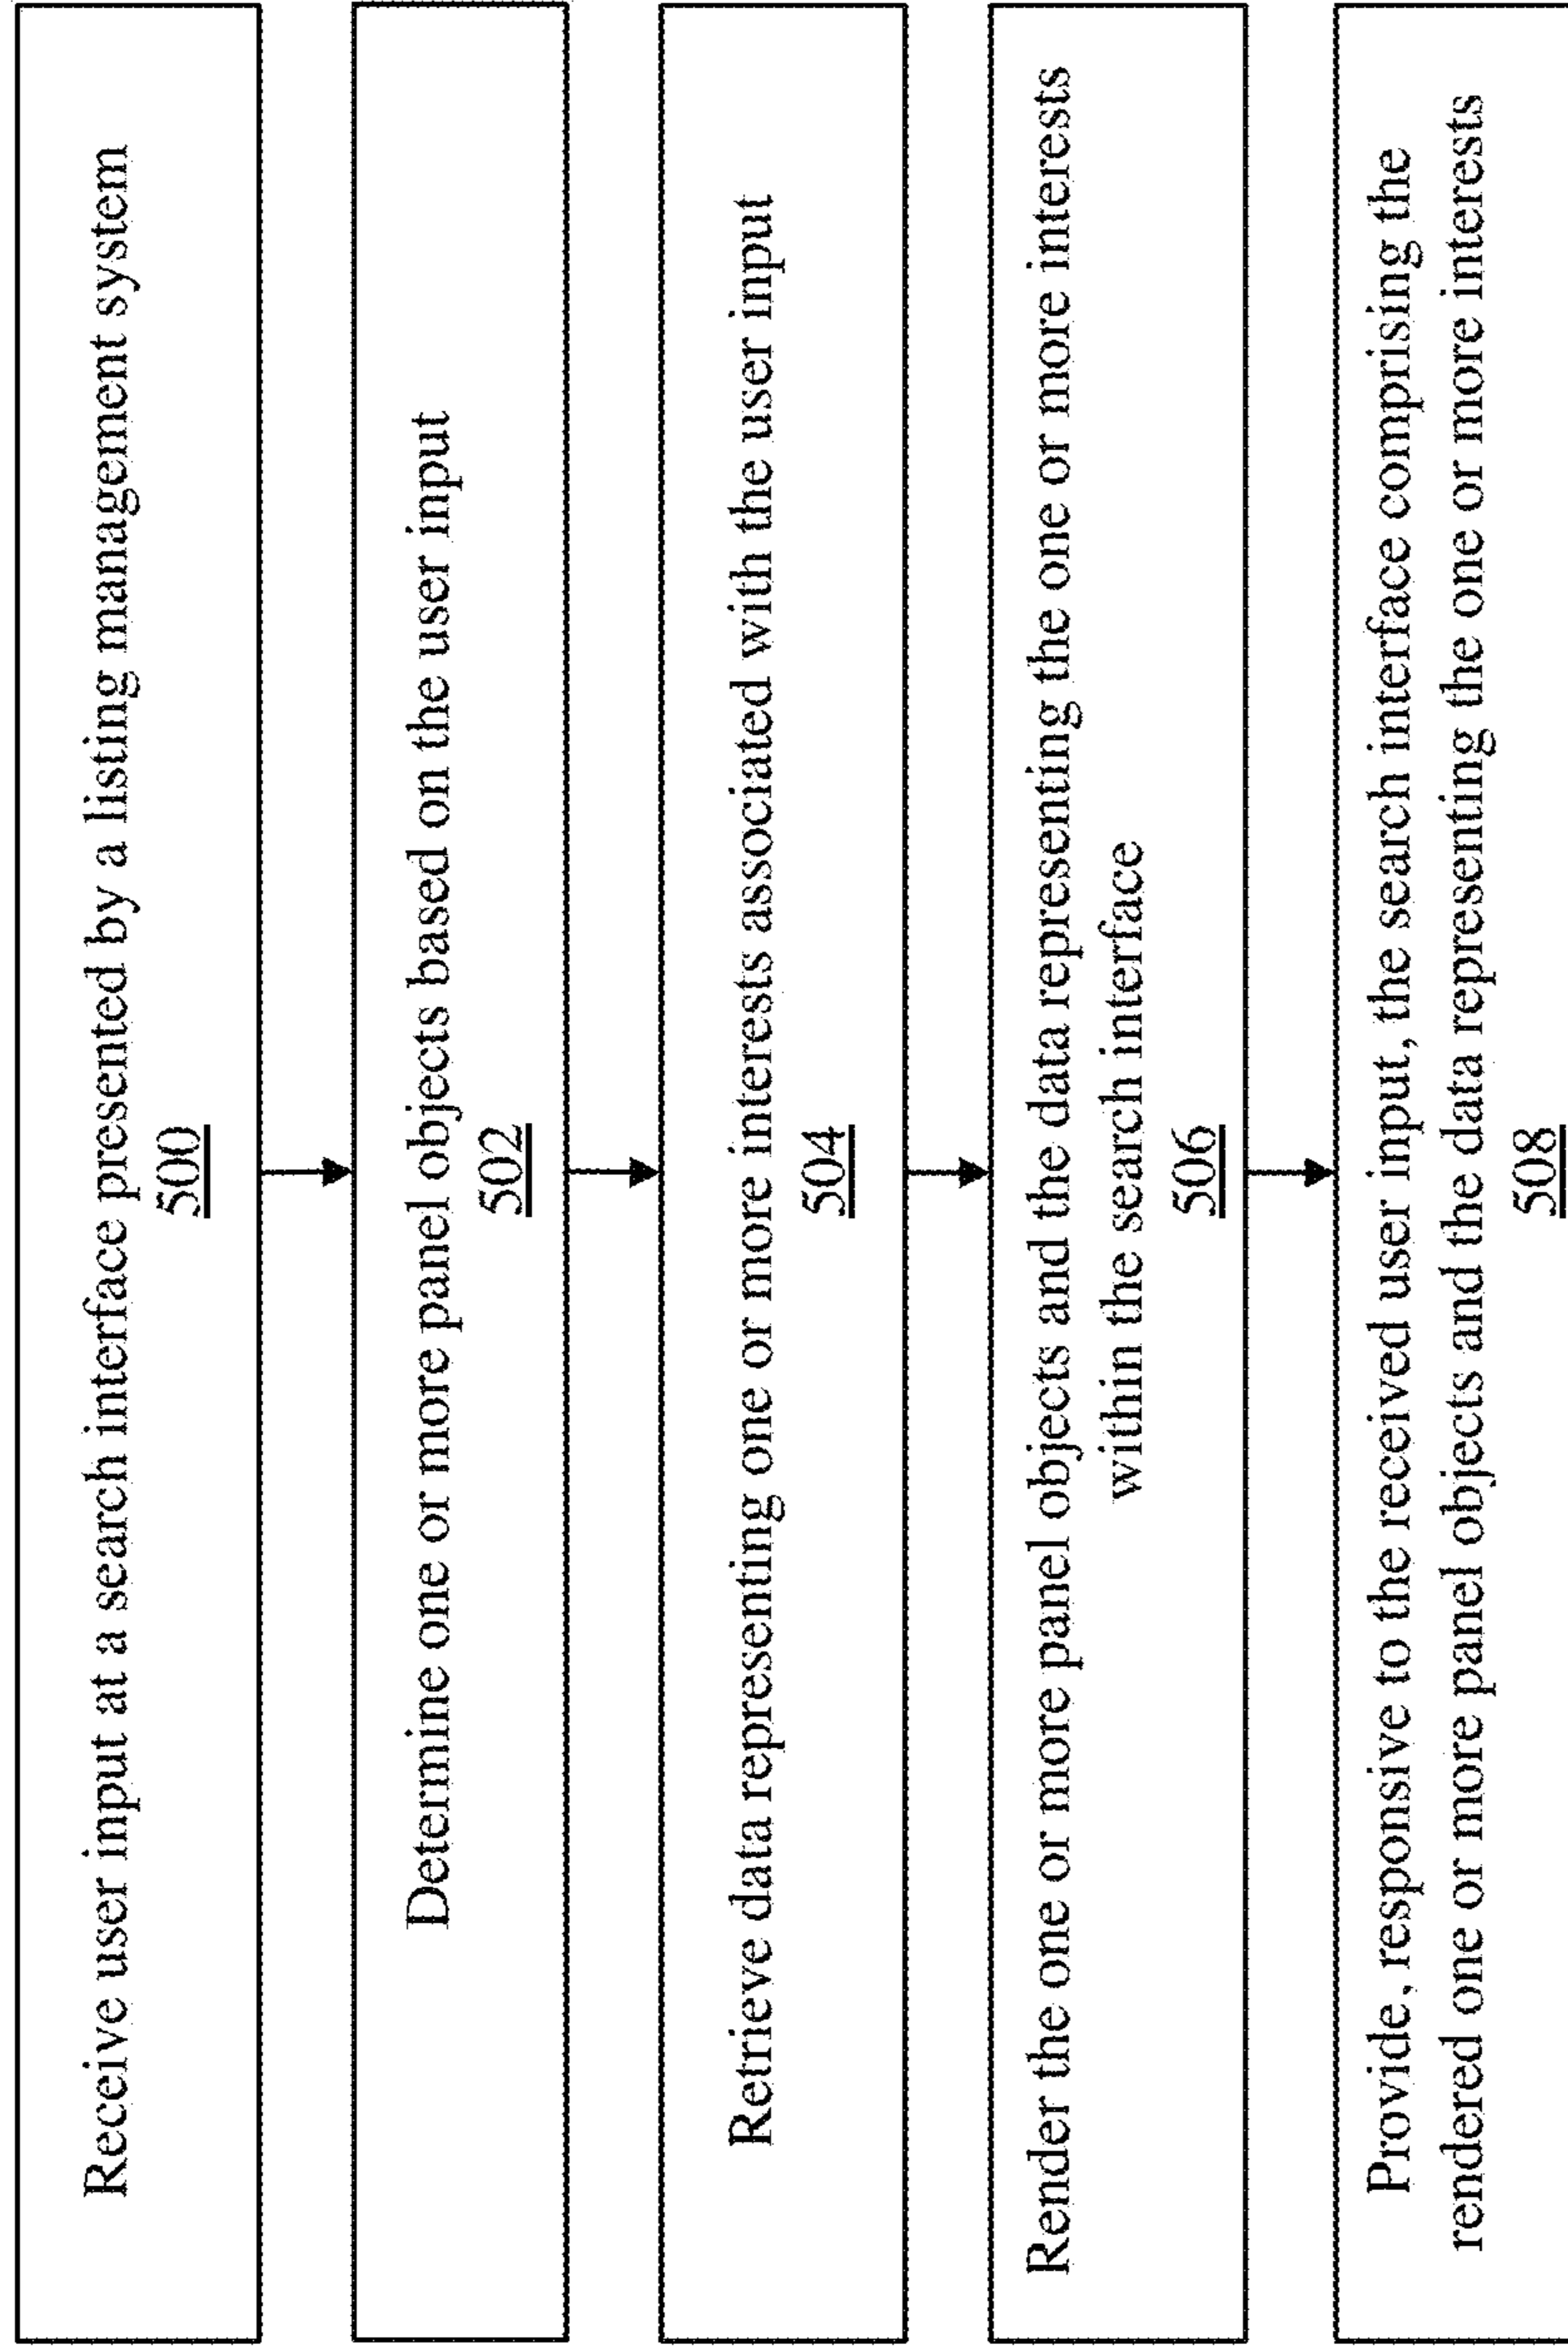 Receive user input at a search interface presented by a listing management system
500
Determine one or more panel objects based on the user input
502
Retrieve data representing one or more interests associated with the user input
504
Render the one or more panel objects and the data representing the one or more interests
within the search interface
506
Provide, responsive to the received user input, the search interface comprising the
rendered one or more panel objects and the data representing the one or more interests
508